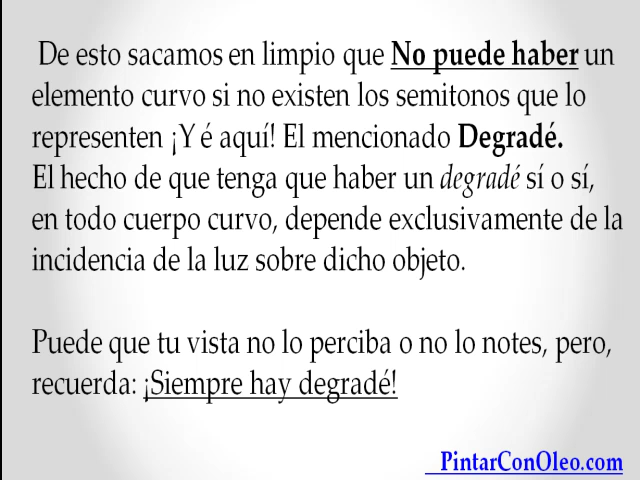 De esto sacamos en limpio que No puede haber un
elemento curvo si no existen los semitonos que lo
representen ¡Y é aquí! El mencionado Degradé.
El hecho de que tenga que haber un degradé sí o sí,
en todo cuerpo curvo, depende exclusivamente de la
incidencia de la luz sobre dicho objeto.
Puede que tu vista no lo perciba o no lo notes, pero,
recuerda: ¡Siempre hay degradé!
PintarConOleo.com